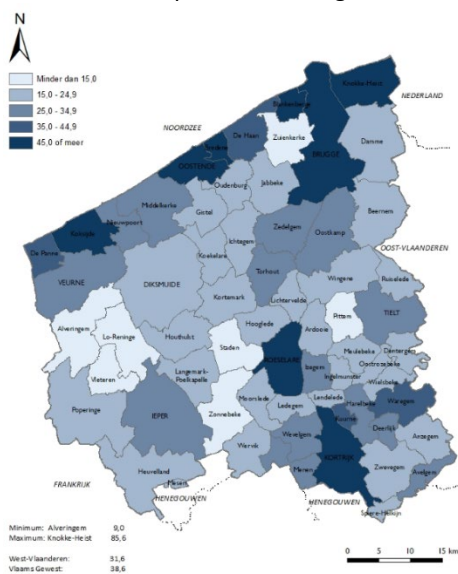 N
Minder dan 15,0
15,0 - 24,9
25,0 - 34,9
35,0 - 44,9
45,0 of meer
Knokke-Heist
NEDERLAND
Blankenberge
NOORDZEE
De Haan
Zuienkerke
Bredene
BRUGGE
Damme
OOSTENDE
Oudenburg
Jabbeke
Middelkerke
Beernem
Nieuwpoort
Gistel
Zedelgem
Oostkamp
Koksijde
Ichtegem
De Panne
OOST-VLAANDEREN
Koekelare
Torhout
VEURNE
DIKSMUIDE
Wingene
Ruiselede
Kortemark
Lichtervelde
Alveringem
Lo-Reninge
Hooglede
Pittem
TIELT
Houthulst
Ardooie
Staden
Meulebeke
Dentergem
ROESELARE
Oostrozebeke
Vleteren
Langemark-
Poelkapelle
Izegem
Ingelmunster
Wielsbeke
Moorslede
Ledegem
Lendelede
Harelbeke
Waregem
Poperinge
IEPER
Zonnebeke
Kuurne
Deerlijk
Wevelgem
Anzegem
Wervik
KORTRIJK
Heuvelland
Menen
Zwevegem
Avelgem
FRANKRIJK
Mesen
HENEGOUWEN
HENEGOUWEN
Spiere-Helkijn
Minimum: Alveringem 9,0
Maximum: Knokke-Heist 85,6
West-Vlaanderen: 31,6
Vlaams Gewest: 38,6
0 5 10 15 km